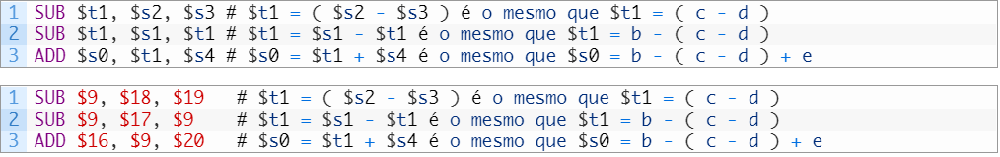 1 SUB $t1, $s2, $s3 # $t1 = ( $s2 - $s3 ) é o mesmo que $t1 = ( c - d )
2 SUB $t1, $s1, $t1 # $t1 = $s1 - $t1 é o mesmo que $t1 = b - ( c - d )
3 ADD $s0, $t1, $s4 # $s0 = $t1 + $s4 é o mesmo que $s0 = b - ( c - d ) + e
1 SUB $9, $18, $19 # $t1 = ( $s2 - $s3 ) é o mesmo que $t1 = ( c - d )
2 SUB $9, $17, $9 # $t1 = $s1 - $t1 é o mesmo que $t1 = b - ( c - d )
3 ADD $16, $9, $20 # $s0 = $t1 + $s4 é o mesmo que $s0 = b - ( c - d ) + e